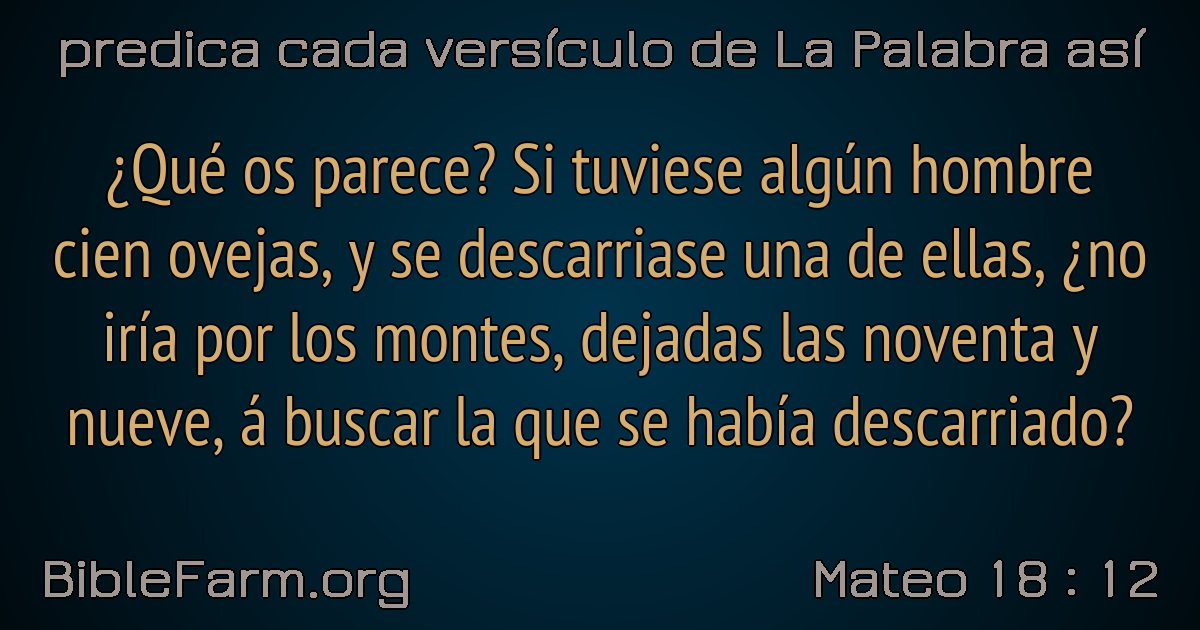 predica cada versículo de La Palabra así
¿Qué os parece? Si tuviese algún hombre
cien ovejas, y se descarriase una de ellas, ¿no
iría por los montes, dejadas las noventa y
nueve, á buscar la que se había descarriado?
BibleFarm.org
Mateo 18 : 12